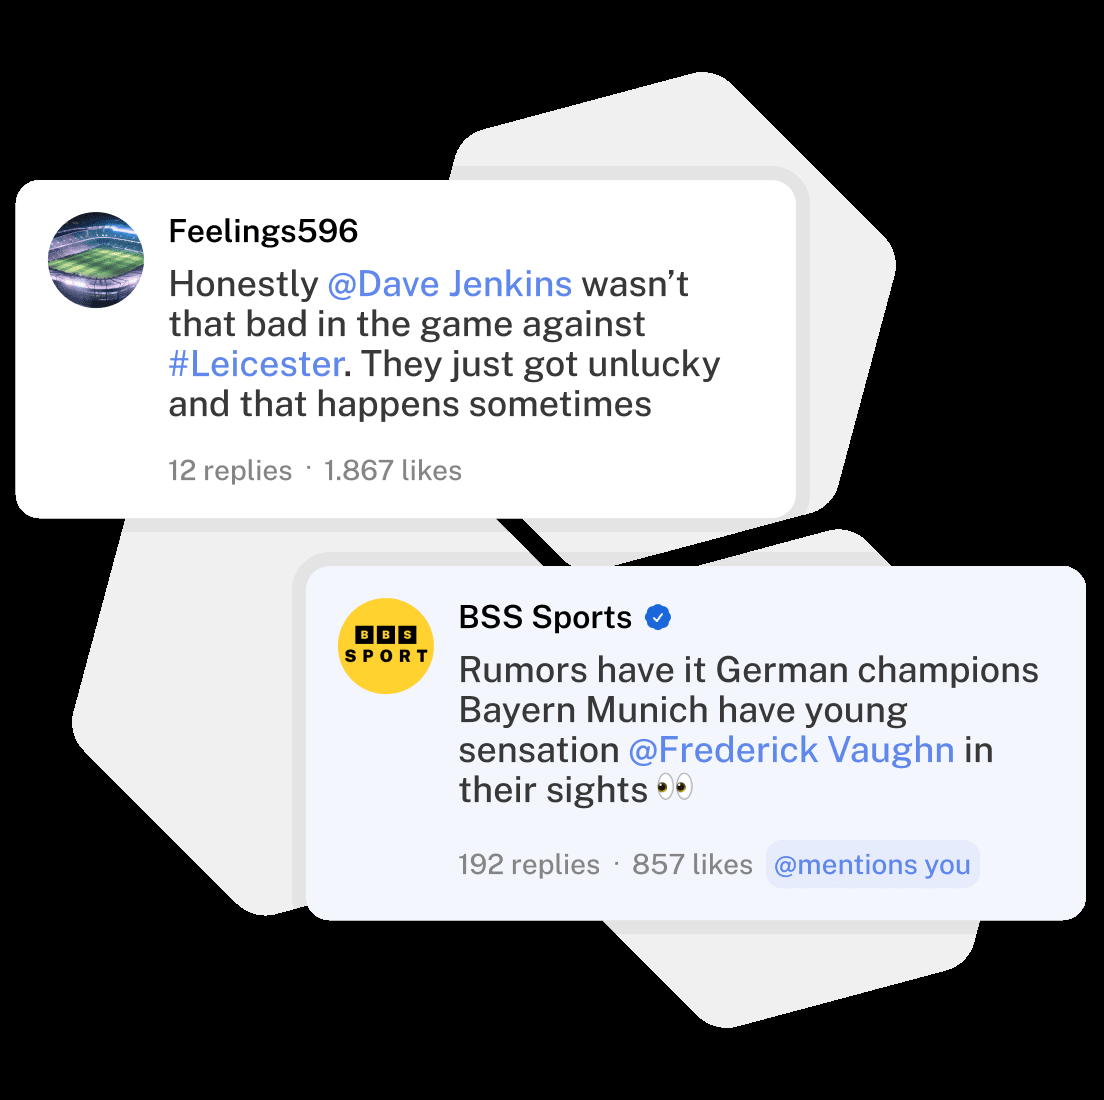 Feelings596
Honestly @Dave Jenkins wasn’t
that bad in the game against
#Leicester. They just got unlucky
and that happens sometimes
12 replies · 1.867 likes
BBS
SPORT
BSS Sports
Rumors have it German champions
Bayern Munich have young
sensation @Frederick Vaughn in
their sights 👀
192 replies · 857 likes @mentions you